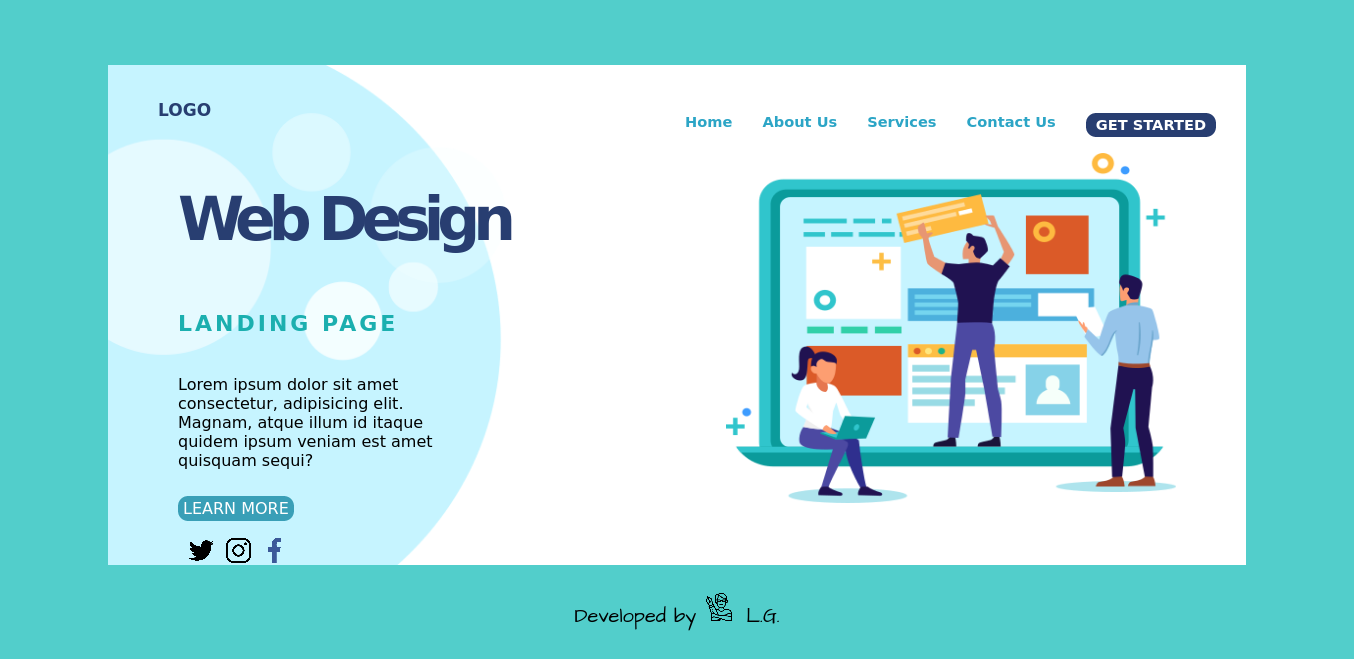 LOGO
Home About Us Services Contact Us GET STARTED
Web Design
LANDING PAGE
Lorem ipsum dolor sit amet
consectetur, adipisicing elit.
Magnam, atque illum id itaque
quidem ipsum veniam est amet
quisquam sequi?
LEARN MORE
Developed by L.G.